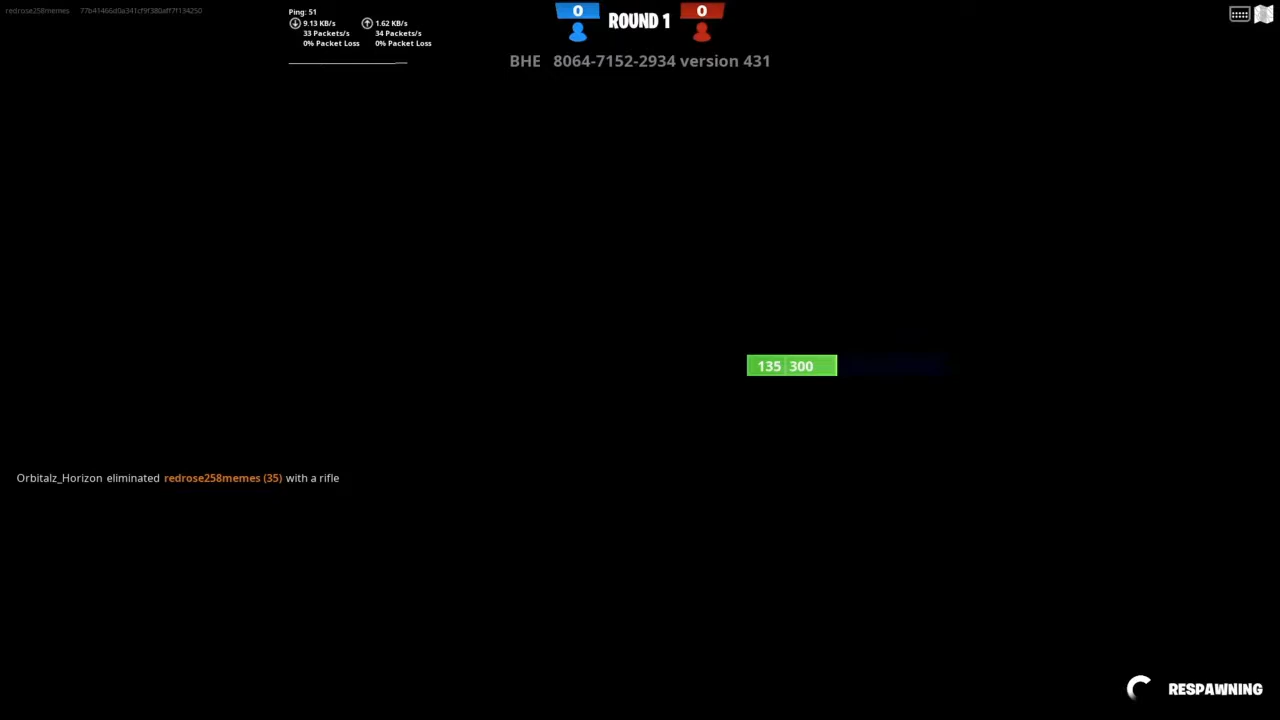 redrose258memes
Ping: 51
9.13 KB/s 1.62 KB/s
33 Packets/s 34 Packets/s
0% Packet Loss 0% Packet Loss
0 ROUND 1 0
BHE 8064-7152-2934 version 431
135 300
Orbitalz_Horizon eliminated redrose258memes (35) with a rifle
RESPAWNING